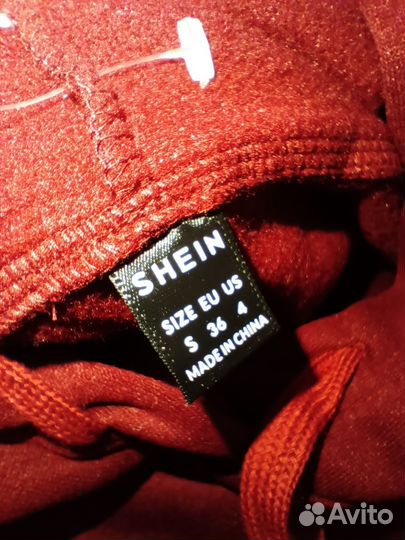 SHEIN
SIZE EU US
S 36 4
MADE IN CHINA
Avito